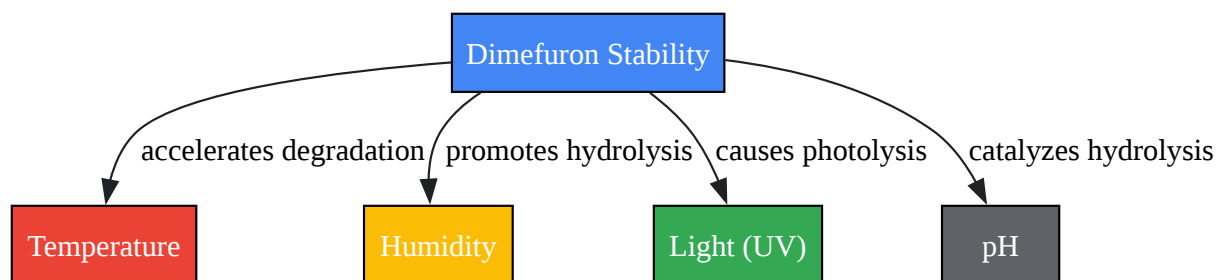 Dimefuron Stability
accelerates degradation
promotes hydrolysis
causes photolysis
catalyzes hydrolysis
Temperature
Humidity
Light (UV)
pH